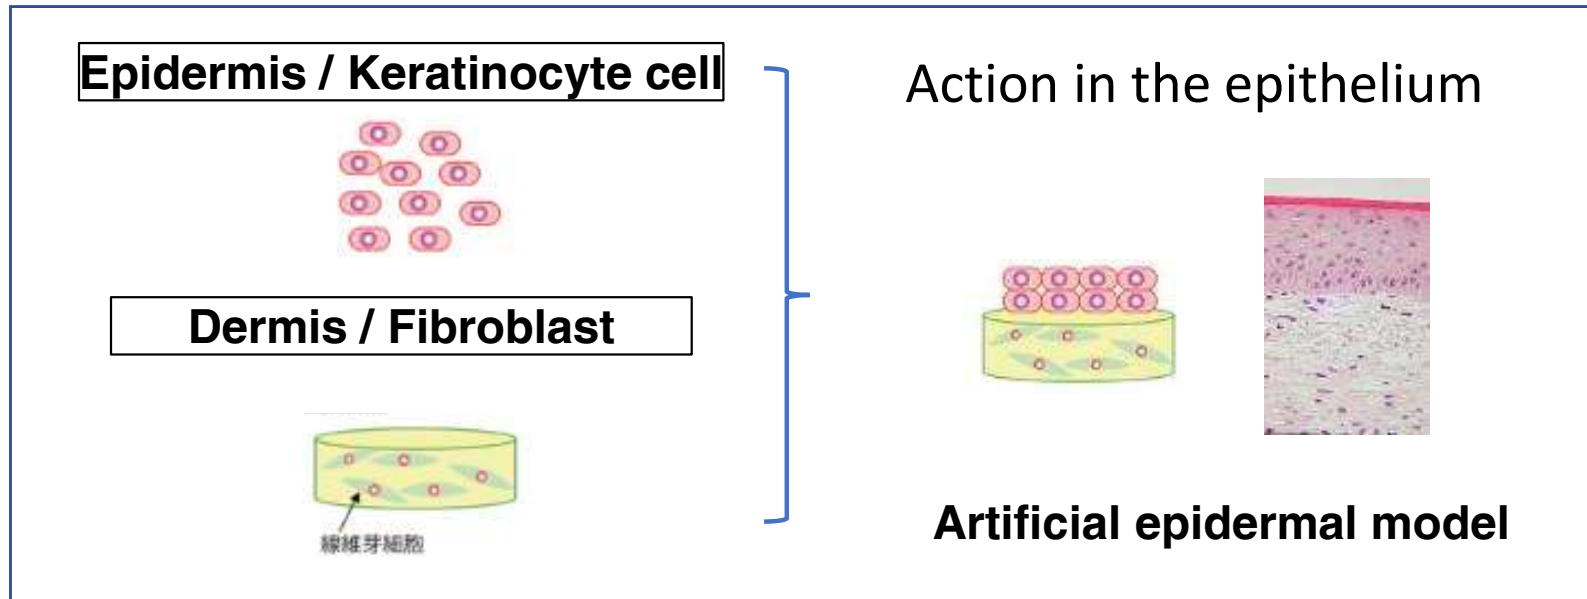 Epidermis / Keratinocyte cell
Dermis / Fibroblast
線維芽細胞
Action in the epithelium
Artificial epidermal model